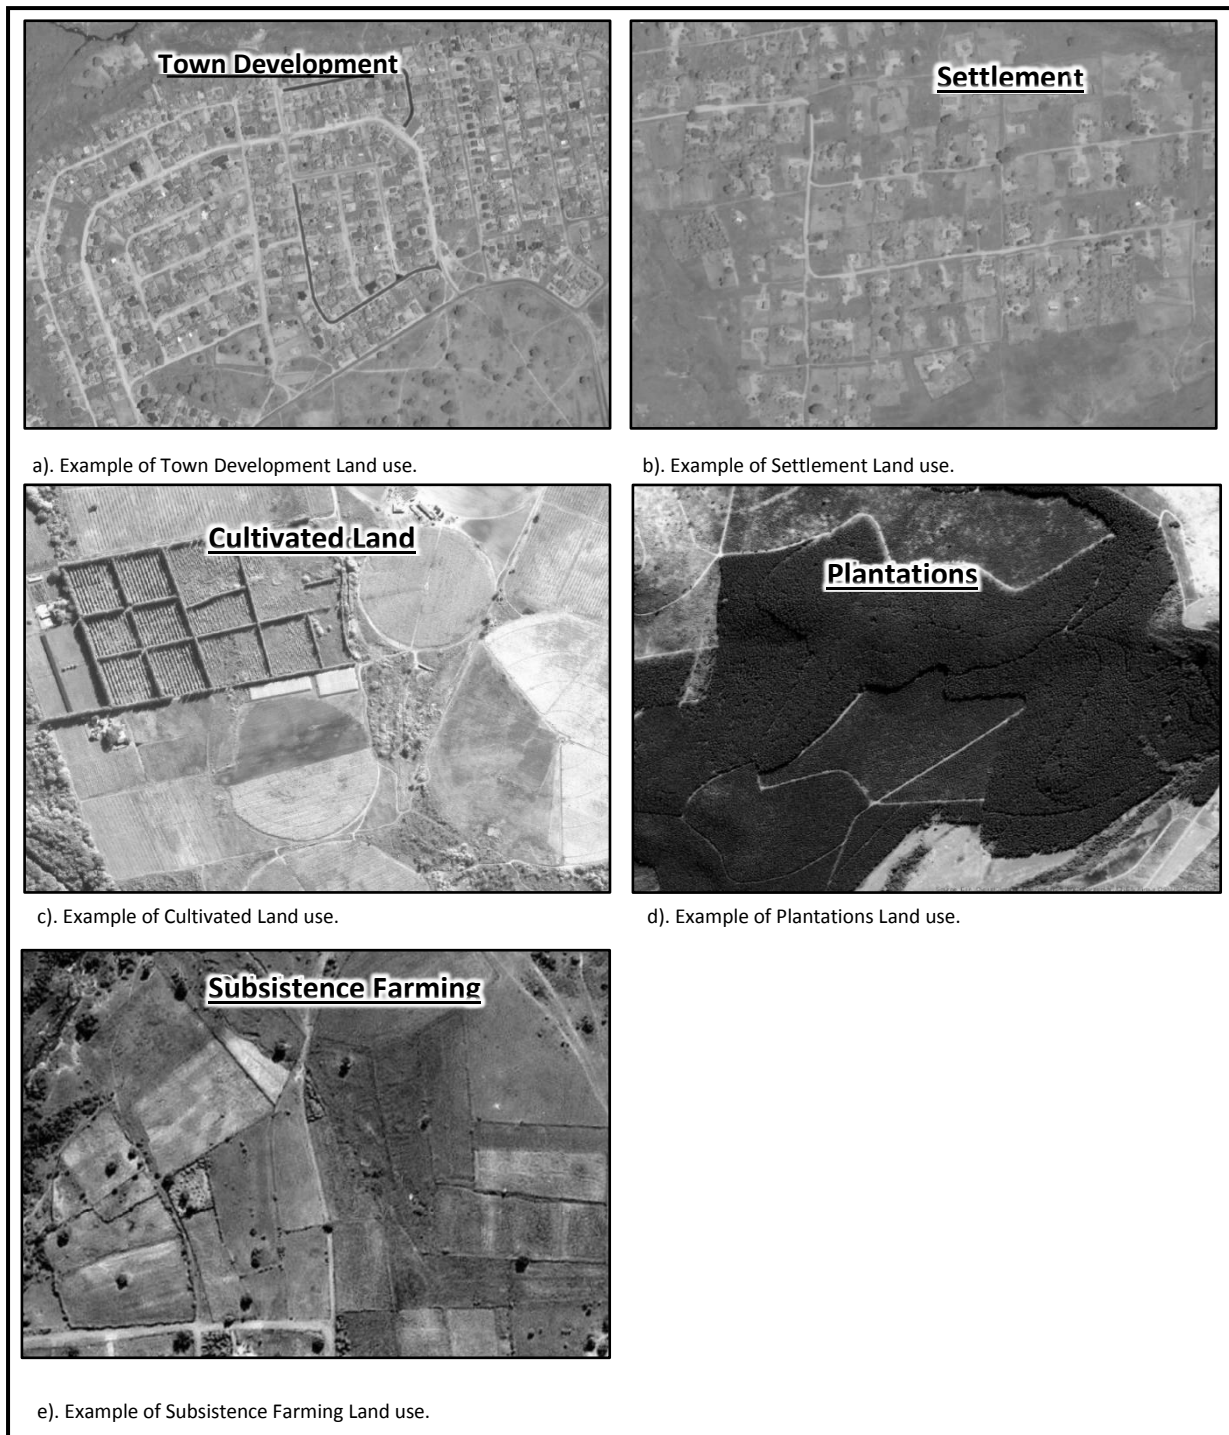 Town Development
Settlement
a). Example of Town Development Land use.
b). Example of Settlement Land use.
Cultivated Land
Plantations
c). Example of Cultivated Land use.
d). Example of Plantations Land use.
Subsistence Farming
e). Example of Subsistence Farming Land use.